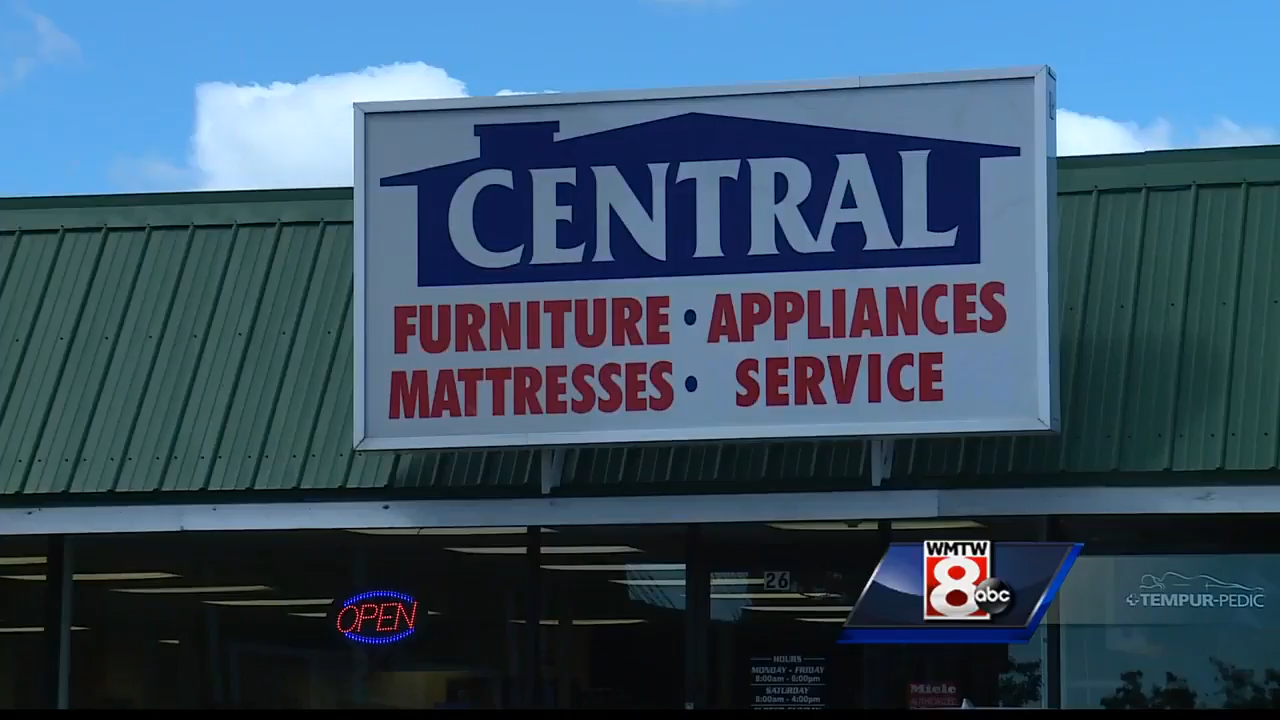 CENTRAL
FURNITURE • APPLIANCES
MATTRESSES • SERVICE
OPEN
26
WMTW
8
abc
TEMPUR-PEDIC
HOURS
MONDAY - FRIDAY
8:00am - 6:00pm
SATURDAY
8:00am - 4:00pm
Miele